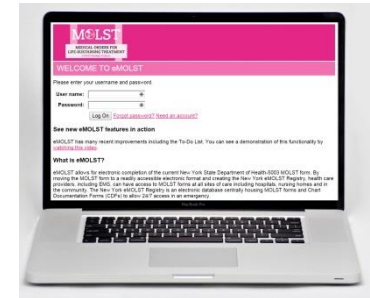 MOLST
MEDICAL ORDERS FOR
LIFE-SUSTAINING TREATMENT
WELCOME TO eMOLST
Please enter your username and password
User name:
Password:
Log On Forgot password? Need an account?
See new eMOLST features in action
eMOLST has many recent improvements including the To-Do List. You can see a demonstration of this functionality by
watching this video.
What is eMOLST?
eMOLST allows for electronic completion of the current New York State Department of Health-5003 MOLST form. By
moving the MOLST form to a readily accessible electronic format and creating the New York eMOLST Registry, health care
providers, including EMS, can have access to MOLST forms at all sites of care including hospitals, nursing homes and in
the community. The New York eMOLST Registry is an electronic database centrally housing MOLST forms and Chart
Documentation Forms (CDFs) to allow 24/7 access in an emergency.
MacBook Pro